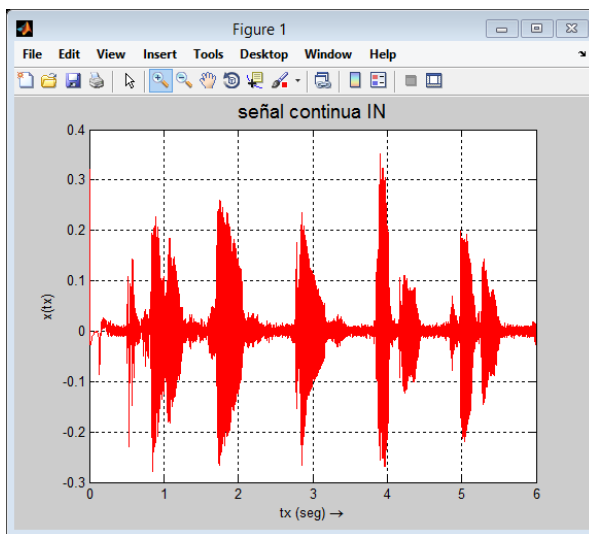 Figure 1
File Edit View Insert Tools Desktop Window Help
señal continua IN
0.4
0.3
0.2
0.1
0
-0.1
-0.2
-0.3
x(tx)
0 1 2 3 4 5 6
tx (seg) →